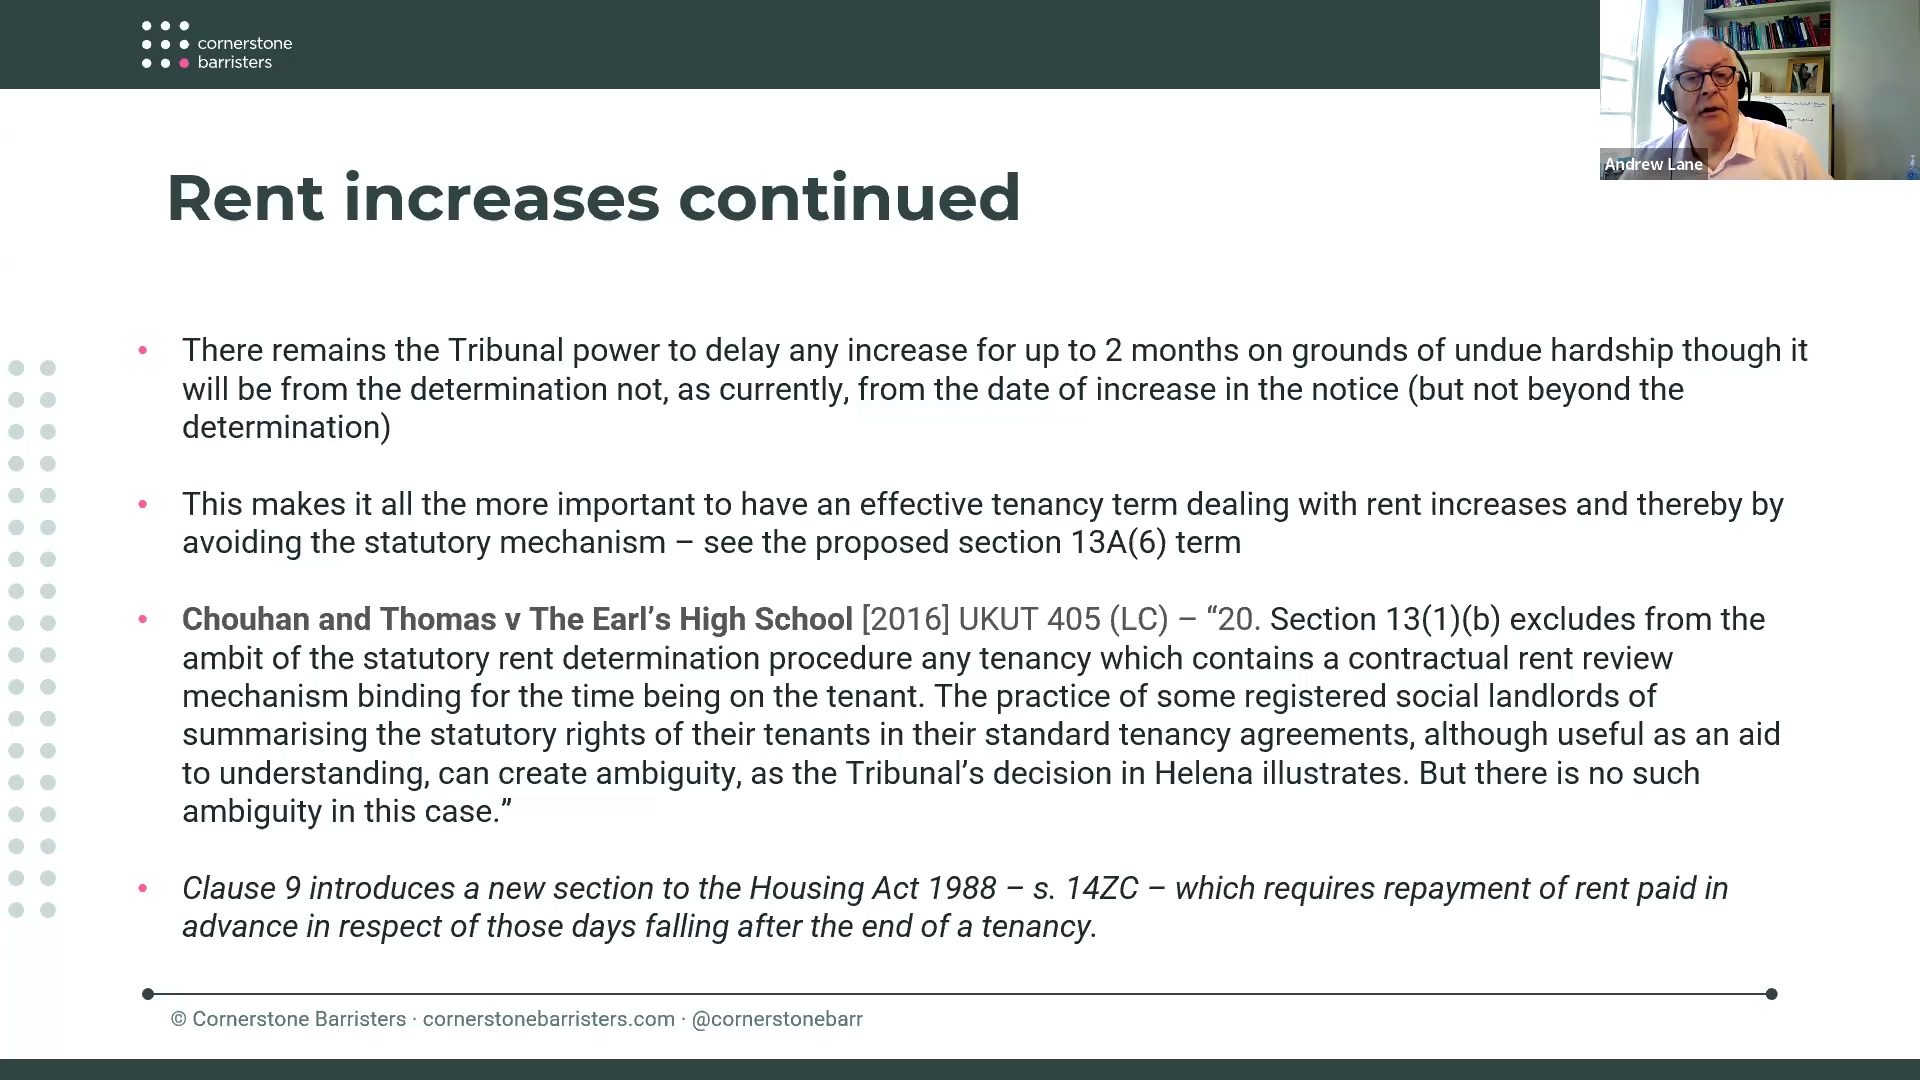 cornerstone
barristers
Andrew Lane
Rent increases continued
• There remains the Tribunal power to delay any increase for up to 2 months on grounds of undue hardship though it
will be from the determination not, as currently, from the date of increase in the notice (but not beyond the
determination)
• This makes it all the more important to have an effective tenancy term dealing with rent increases and thereby by
avoiding the statutory mechanism – see the proposed section 13A(6) term
• Chouhan and Thomas v The Earl’s High School [2016] UKUT 405 (LC) – “20. Section 13(1)(b) excludes from the
ambit of the statutory rent determination procedure any tenancy which contains a contractual rent review
mechanism binding for the time being on the tenant. The practice of some registered social landlords of
summarising the statutory rights of their tenants in their standard tenancy agreements, although useful as an aid
to understanding, can create ambiguity, as the Tribunal’s decision in Helena illustrates. But there is no such
ambiguity in this case.”
• Clause 9 introduces a new section to the Housing Act 1988 – s. 14ZC – which requires repayment of rent paid in
advance in respect of those days falling after the end of a tenancy.
© Cornerstone Barristers · cornerstonebarristers.com · @cornerstonebarr